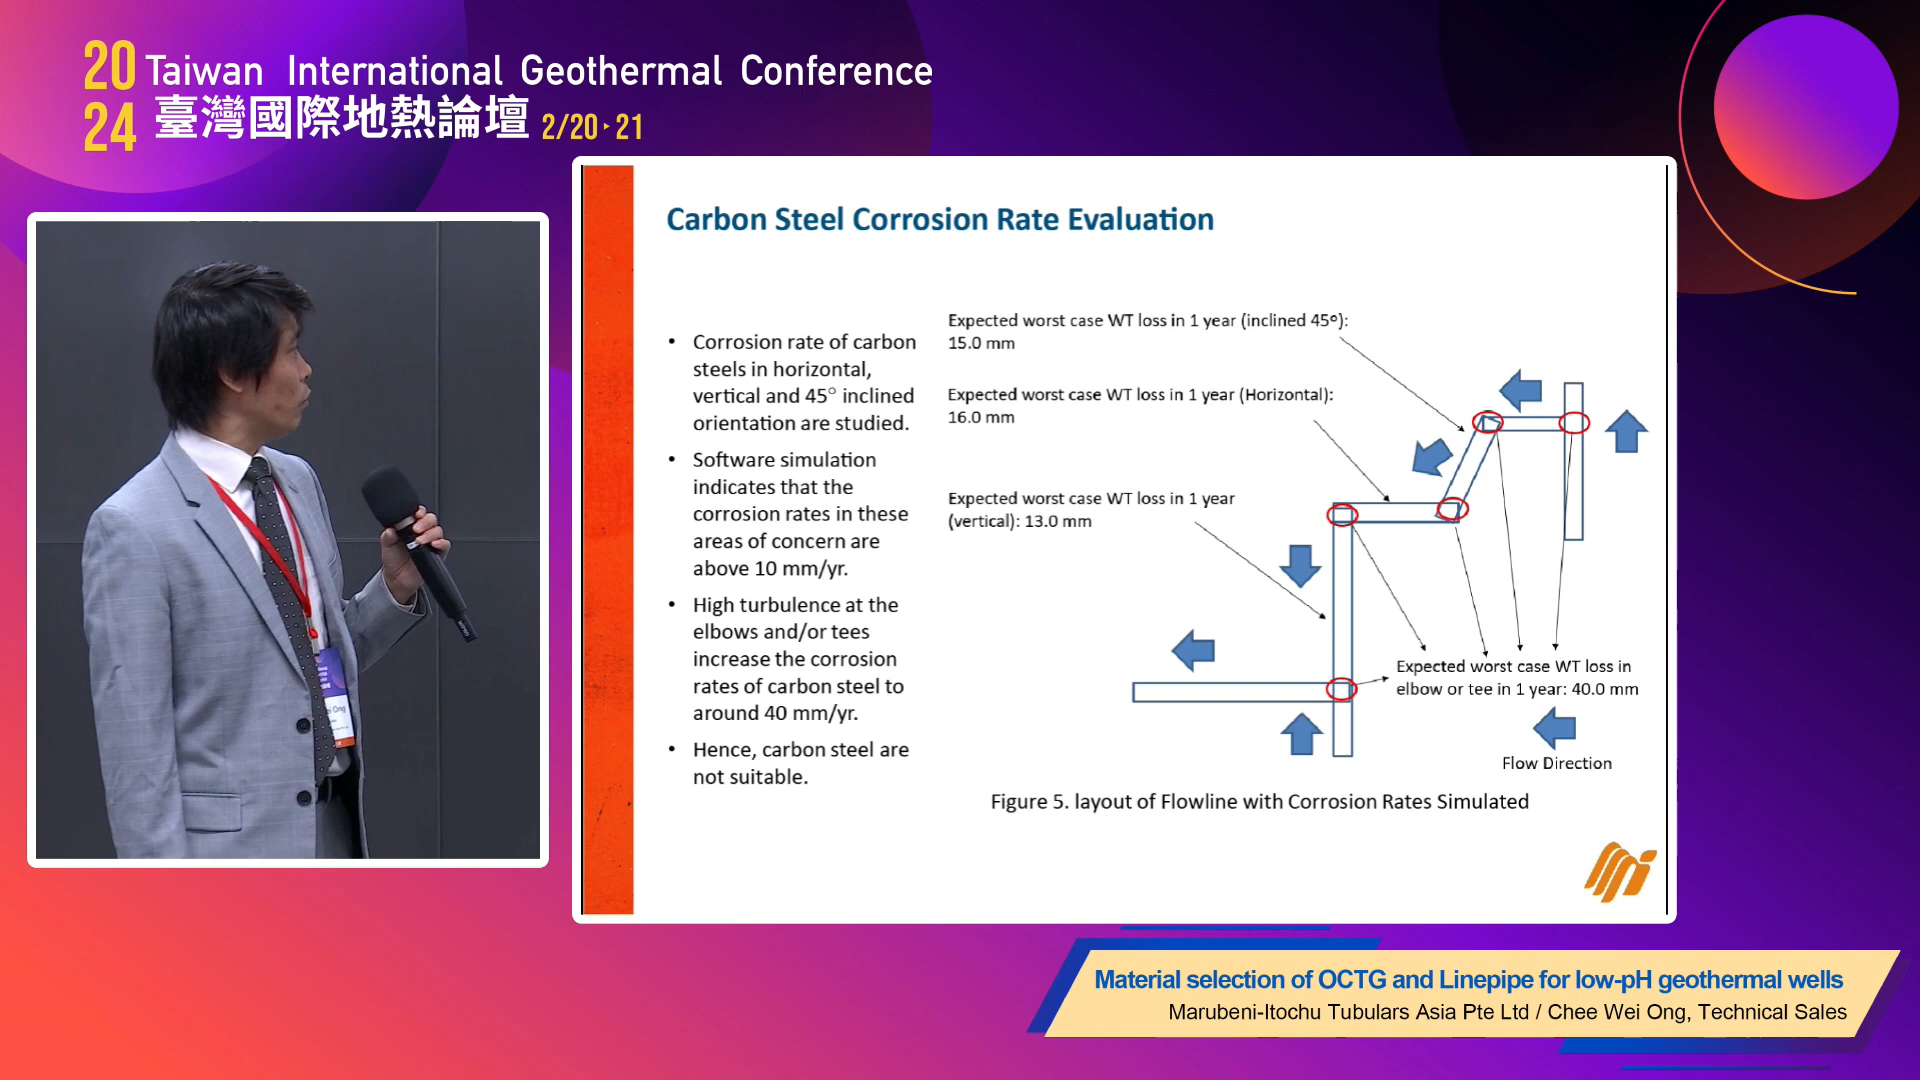 2024 Taiwan International Geothermal Conference
臺灣國際地熱論壇 2/20▸21
Carbon Steel Corrosion Rate Evaluation
• Corrosion rate of carbon
steels in horizontal,
vertical and 45° inclined
orientation are studied.
• Software simulation
indicates that the
corrosion rates in these
areas of concern are
above 10 mm/yr.
• High turbulence at the
elbows and/or tees
increase the corrosion
rates of carbon steel to
around 40 mm/yr.
• Hence, carbon steel are
not suitable.
Expected worst case WT loss in 1 year (inclined 45º):
15.0 mm
Expected worst case WT loss in 1 year (Horizontal):
16.0 mm
Expected worst case WT loss in 1 year
(vertical): 13.0 mm
Expected worst case WT loss in
elbow or tee in 1 year: 40.0 mm
Flow Direction
Figure 5. layout of Flowline with Corrosion Rates Simulated
Ong
Material selection of OCTG and Linepipe for low-pH geothermal wells
Marubeni-Itochu Tubulars Asia Pte Ltd / Chee Wei Ong, Technical Sales